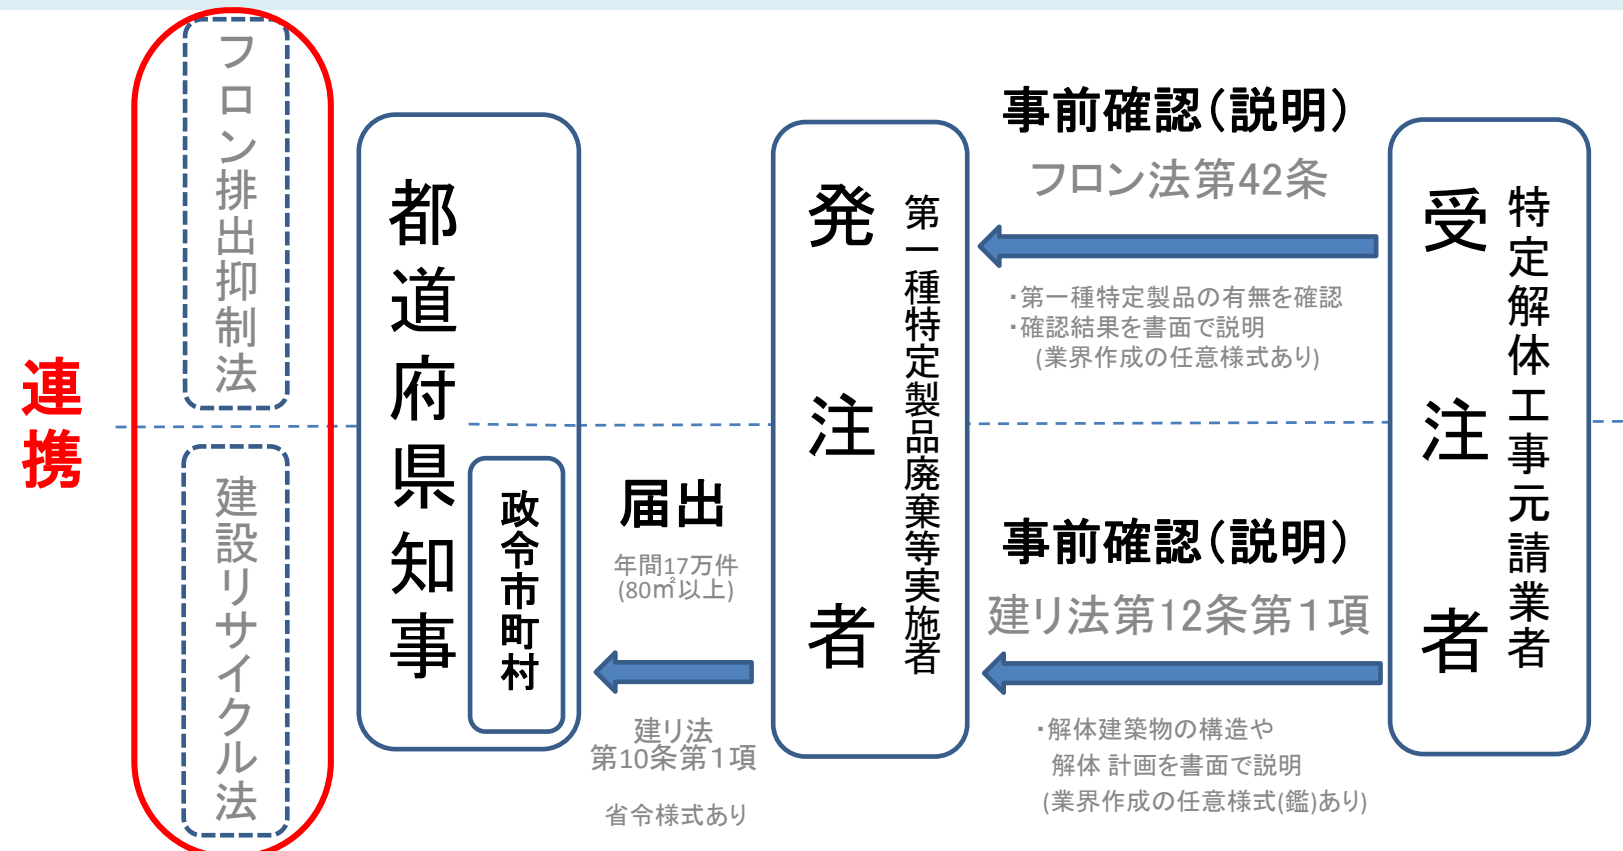 連携
フロン排出抑制法
建設リサイクル法
都道府県知事
政令市町村
届出
年間17万件
(80㎡以上)
建リ法
第10条第1項
省令様式あり
発注者
第一種特定製品廃棄等実施者
事前確認(説明)
フロン法第42条
・第一種特定製品の有無を確認
・確認結果を書面で説明
(業界作成の任意様式あり)
事前確認(説明)
建リ法第12条第1項
・解体建築物の構造や
解体 計画を書面で説明
(業界作成の任意様式(鑑)あり)
受注者
特定解体工事元請業者